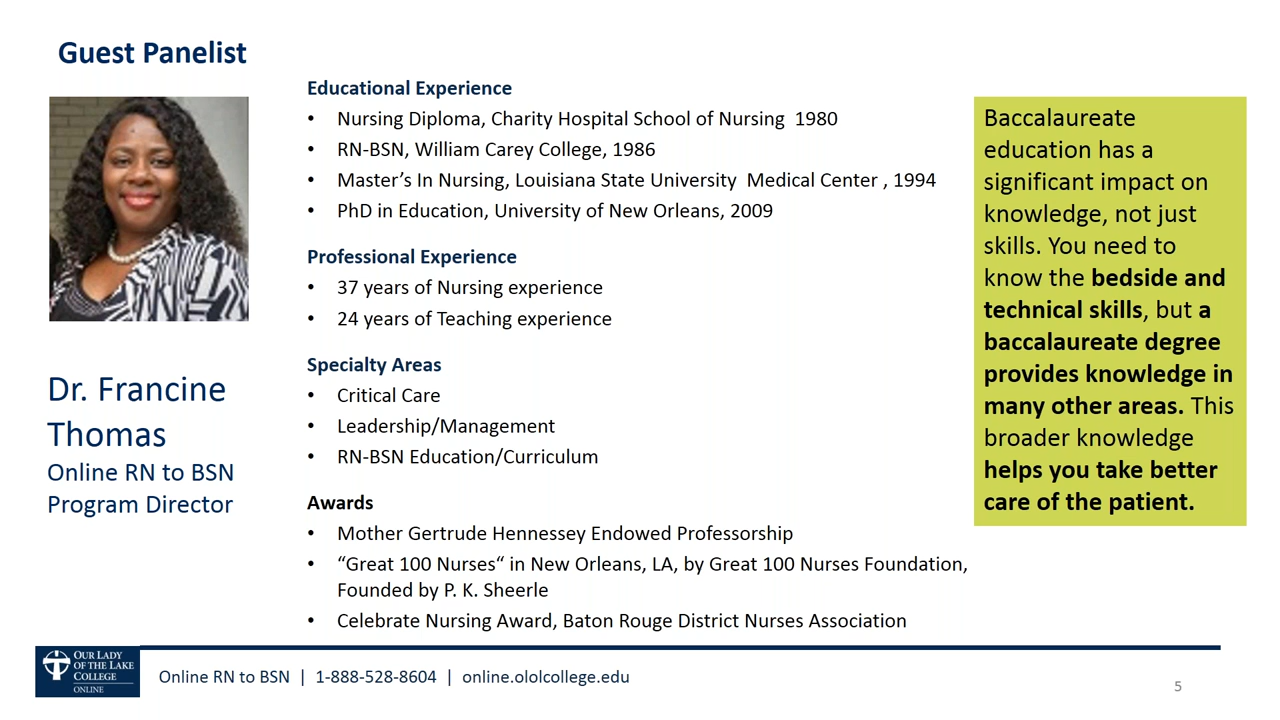 Guest Panelist
Dr. Francine
Thomas
Online RN to BSN
Program Director
Educational Experience
• Nursing Diploma, Charity Hospital School of Nursing 1980
• RN-BSN, William Carey College, 1986
• Master’s In Nursing, Louisiana State University Medical Center , 1994
• PhD in Education, University of New Orleans, 2009
Professional Experience
• 37 years of Nursing experience
• 24 years of Teaching experience
Specialty Areas
• Critical Care
• Leadership/Management
• RN-BSN Education/Curriculum
Awards
• Mother Gertrude Hennessey Endowed Professorship
• “Great 100 Nurses“ in New Orleans, LA, by Great 100 Nurses Foundation,
Founded by P. K. Sheerle
• Celebrate Nursing Award, Baton Rouge District Nurses Association
Baccalaureate
education has a
significant impact on
knowledge, not just
skills. You need to
know the bedside and
technical skills, but a
baccalaureate degree
provides knowledge in
many other areas. This
broader knowledge
helps you take better
care of the patient.
OUR LADY
OF THE LAKE
COLLEGE
ONLINE
Online RN to BSN | 1-888-528-8604 | online.ololcollege.edu
5